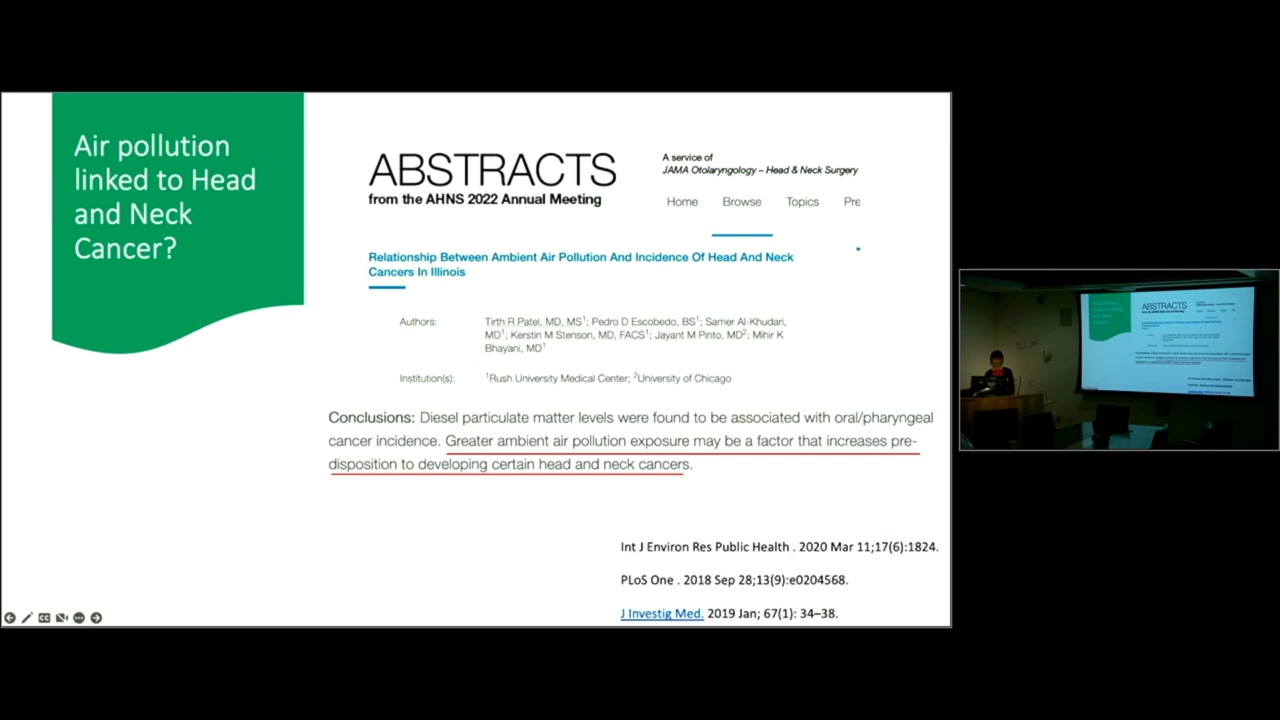 Air pollution
linked to Head
and Neck
Cancer?
ABSTRACTS
from the AHNS 2022 Annual Meeting
A service of
JAMA Otolaryngology – Head & Neck Surgery
Home Browse Topics Pre
Relationship Between Ambient Air Pollution And Incidence Of Head And Neck
Cancers In Illinois
Authors: Tirth R Patel, MD, MS1; Pedro D Escobedo, BS1; Samer Al-Khudari,
MD1; Kerstin M Stenson, MD, FACS1; Jayant M Pinto, MD2; Mihir K
Bhayani, MD1
Institution(s): 1Rush University Medical Center; 2University of Chicago
Conclusions: Diesel particulate matter levels were found to be associated with oral/pharyngeal
cancer incidence. Greater ambient air pollution exposure may be a factor that increases pre-
disposition to developing certain head and neck cancers.
Int J Environ Res Public Health . 2020 Mar 11;17(6):1824.
PLoS One . 2018 Sep 28;13(9):e0204568.
J Investig Med. 2019 Jan; 67(1): 34–38.
CC
ABSTRACTS